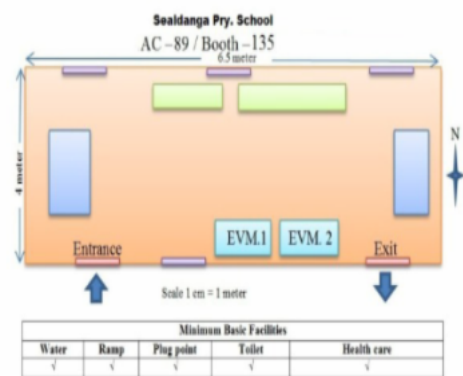 Sealdanga Pry. School
AC –89 / Booth –135
6.5 meter
4 meter
N
EVM.1 EVM. 2
Entrance Exit
Scale 1 cm = 1 meter
Minimum Basic Facilities
Water Ramp Plug point Toilet Health care
√ √ √ √ √